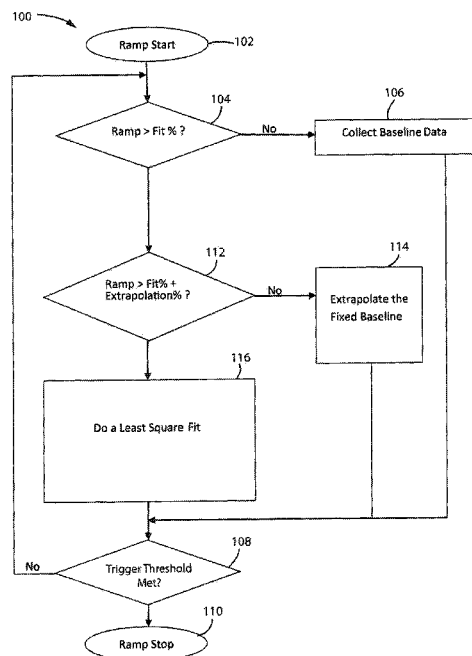 100
Ramp Start
102
104
Ramp > Fit % ?
No
106
Collect Baseline Data
112
Ramp > Fit% +
Extrapolation% ?
No
114
Extrapolate the
Fixed Baseline
116
Do a Least Square Fit
108
No
Trigger Threshold
Met?
110
Ramp Stop